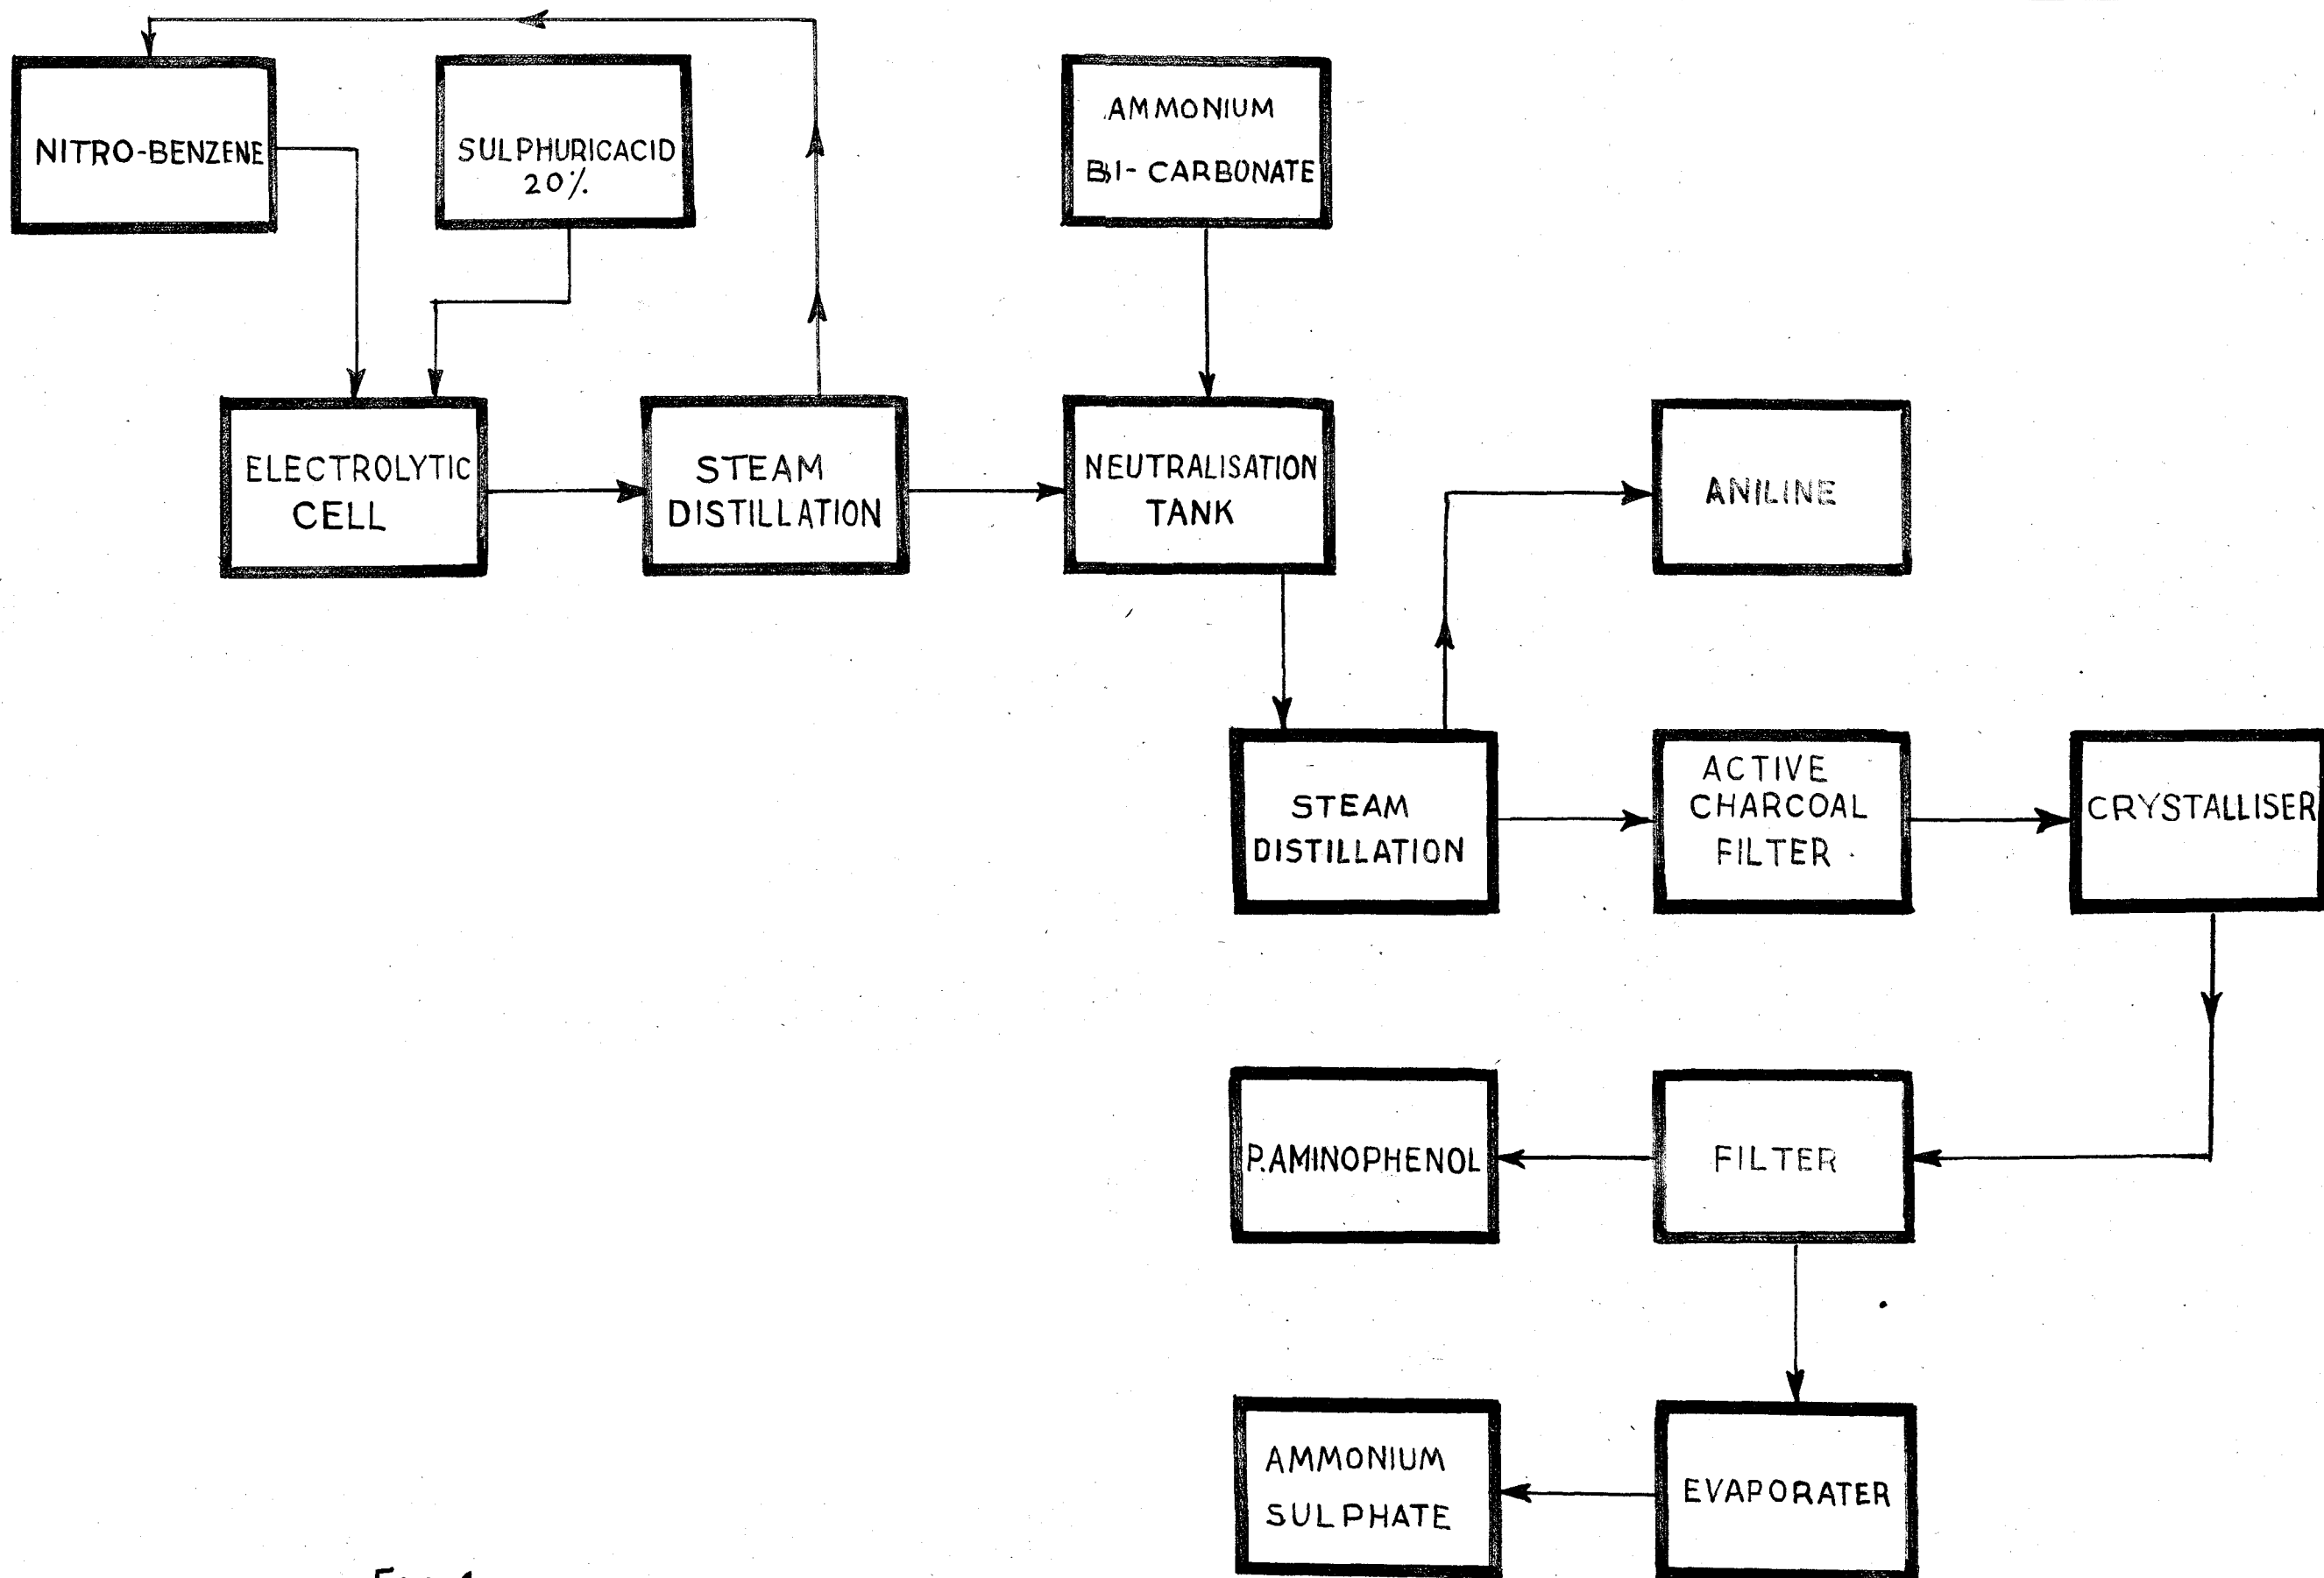 NITRO-BENZENE
SULPHURICACID
20%
AMMONIUM
BI-CARBONATE
ELECTROLYTIC
CELL
STEAM
DISTILLATION
NEUTRALISATION
TANK
ANILINE
STEAM
DISTILLATION
ACTIVE
CHARCOAL
FILTER
CRYSTALLISER
P.AMINOPHENOL
FILTER
AMMONIUM
SULPHATE
EVAPORATER